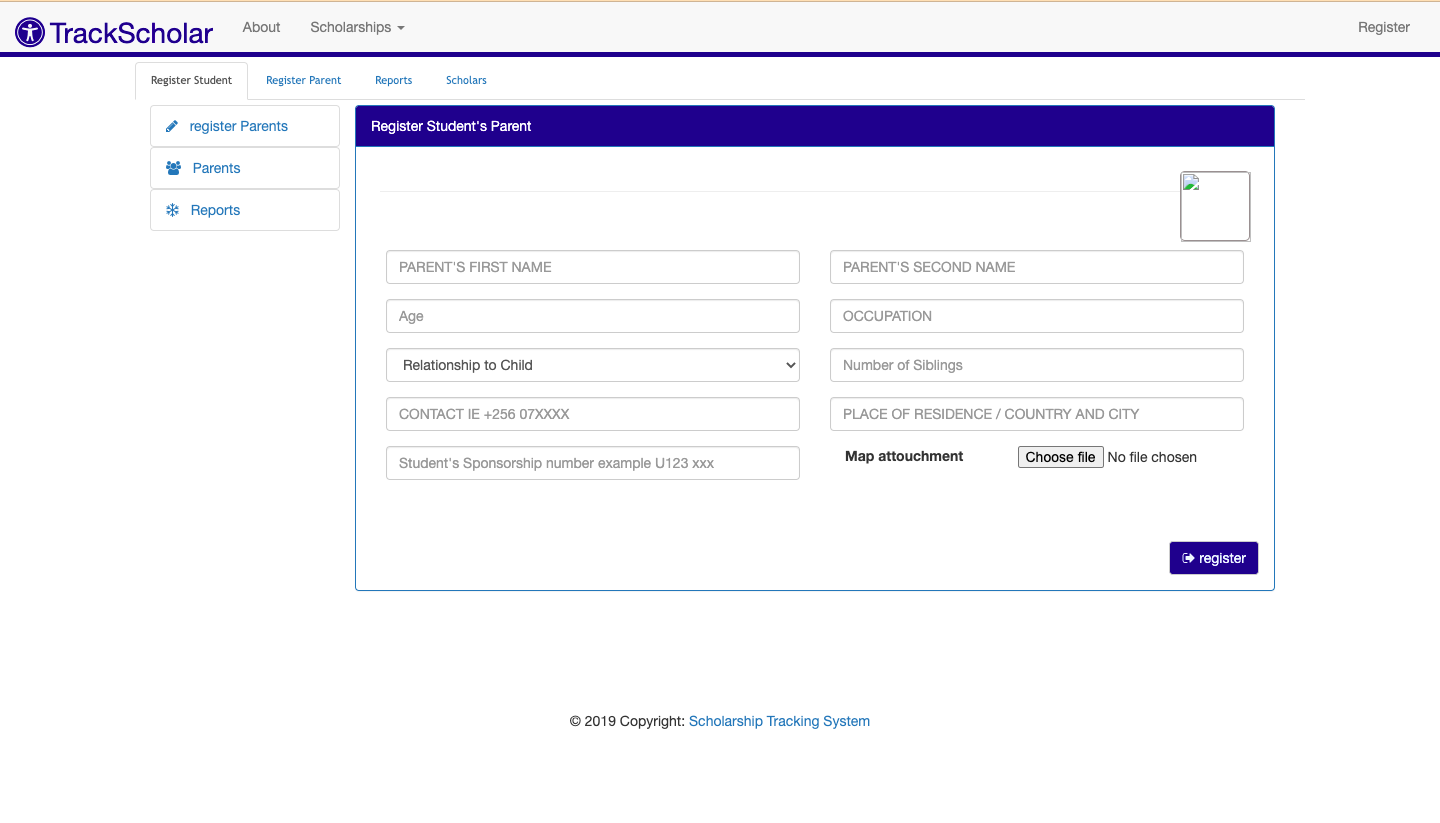 TrackScholar About Scholarships Register
Register Student Register Parent Reports Scholars
register Parents
Parents
Reports
Register Student's Parent
PARENT'S FIRST NAME PARENT'S SECOND NAME
Age OCCUPATION
Relationship to Child Number of Siblings
CONTACT IE +256 07XXXX PLACE OF RESIDENCE / COUNTRY AND CITY
Student's Sponsorship number example U123 xxx Map attouchment Choose file No file chosen
register
© 2019 Copyright: Scholarship Tracking System